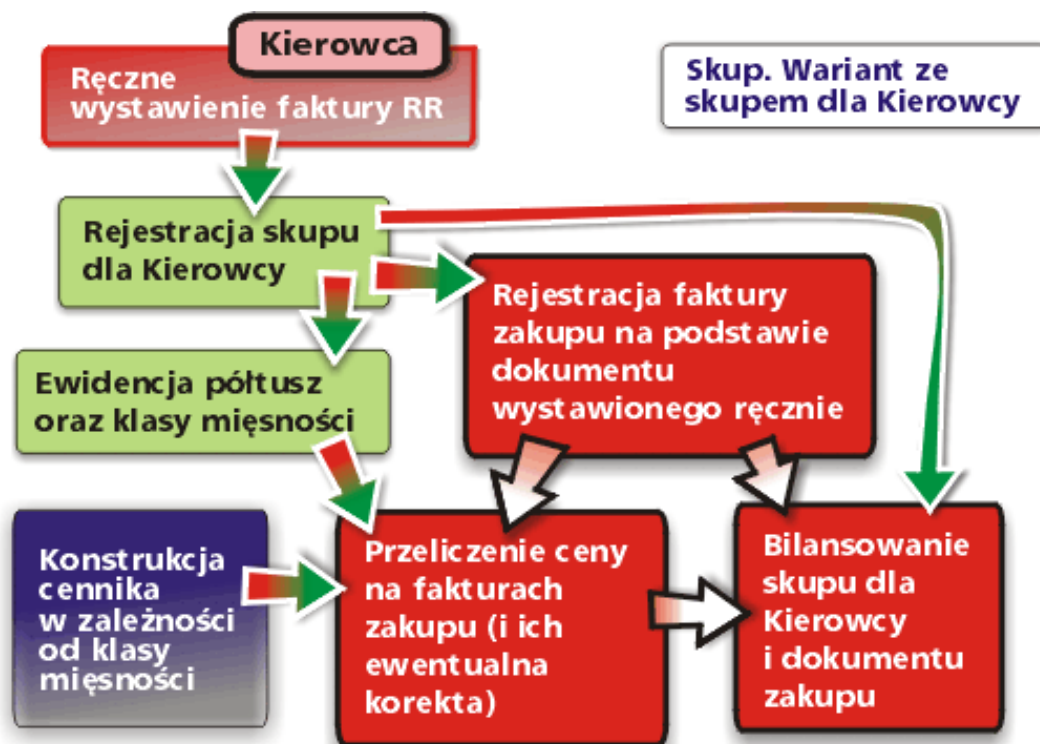 Kierowca
Ręczne
wystawienie faktury RR
Skup. Wariant ze
skupem dla Kierowcy
Rejestracja skupu
dla Kierowcy
Rejestracja faktury
zakupu na podstawie
dokumentu
wystawionego ręcznie
Ewidencja półtusz
oraz klasy mięsności
Konstrukcja
cennika
w zależności
od klasy
mięsności
Przeliczenie ceny
na fakturach
zakupu (i ich
ewentualna
korekta)
Bilansowanie
skupu dla
Kierowcy
i dokumentu
zakupu